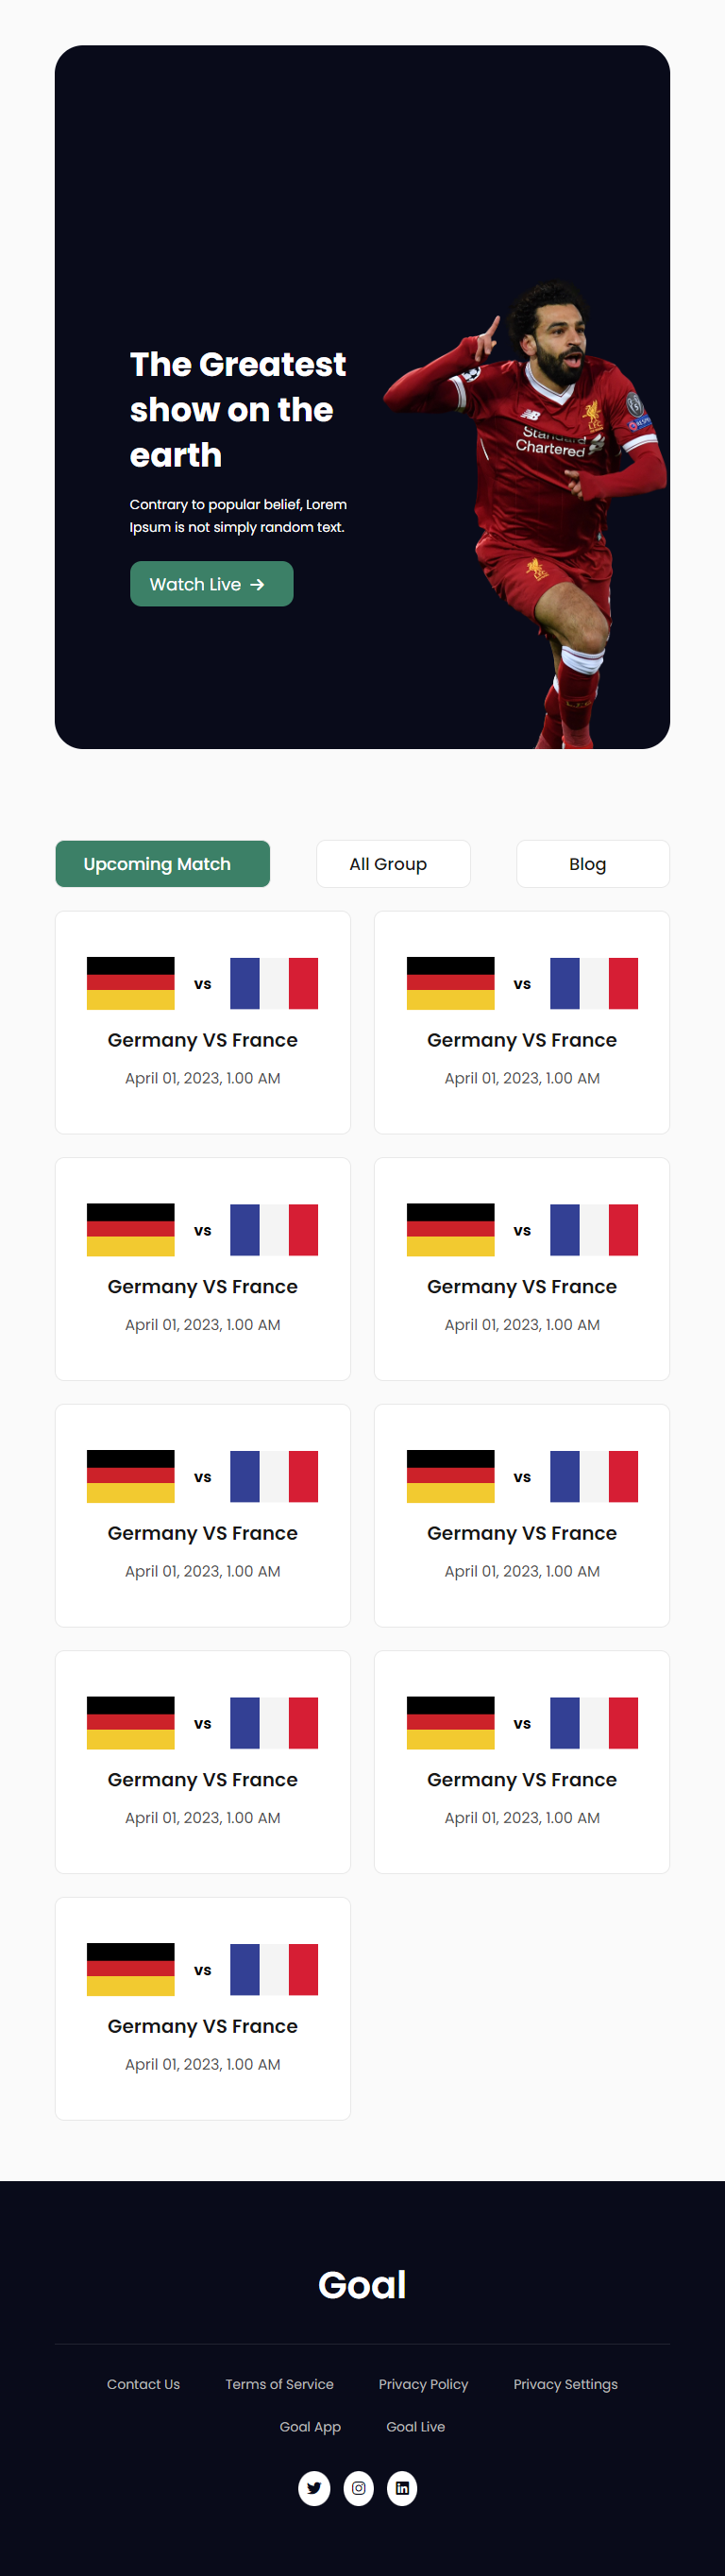 The Greatest
show on the
earth
Standard
Chartered
Contrary to popular belief, Lorem
Ipsum is not simply random text.
Watch Live
Upcoming Match
All Group
Blog
vs
vs
Germany VS France
Germany VS France
April 01, 2023, 1.00 AM
April 01, 2023, 1.00 AM
vs
vs
Germany VS France
Germany VS France
April 01, 2023, 1.00 AM
April 01, 2023, 1.00 AM
vs
vs
Germany VS France
Germany VS France
April 01, 2023, 1.00 AM
April 01, 2023, 1.00 AM
vs
vs
Germany VS France
Germany VS France
April 01, 2023, 1.00 AM
April 01, 2023, 1.00 AM
vs
Germany VS France
April 01, 2023, 1.00 AM
Goal
Contact Us
Terms of Service
Privacy Policy
Privacy Settings
Goal App
Goal Live